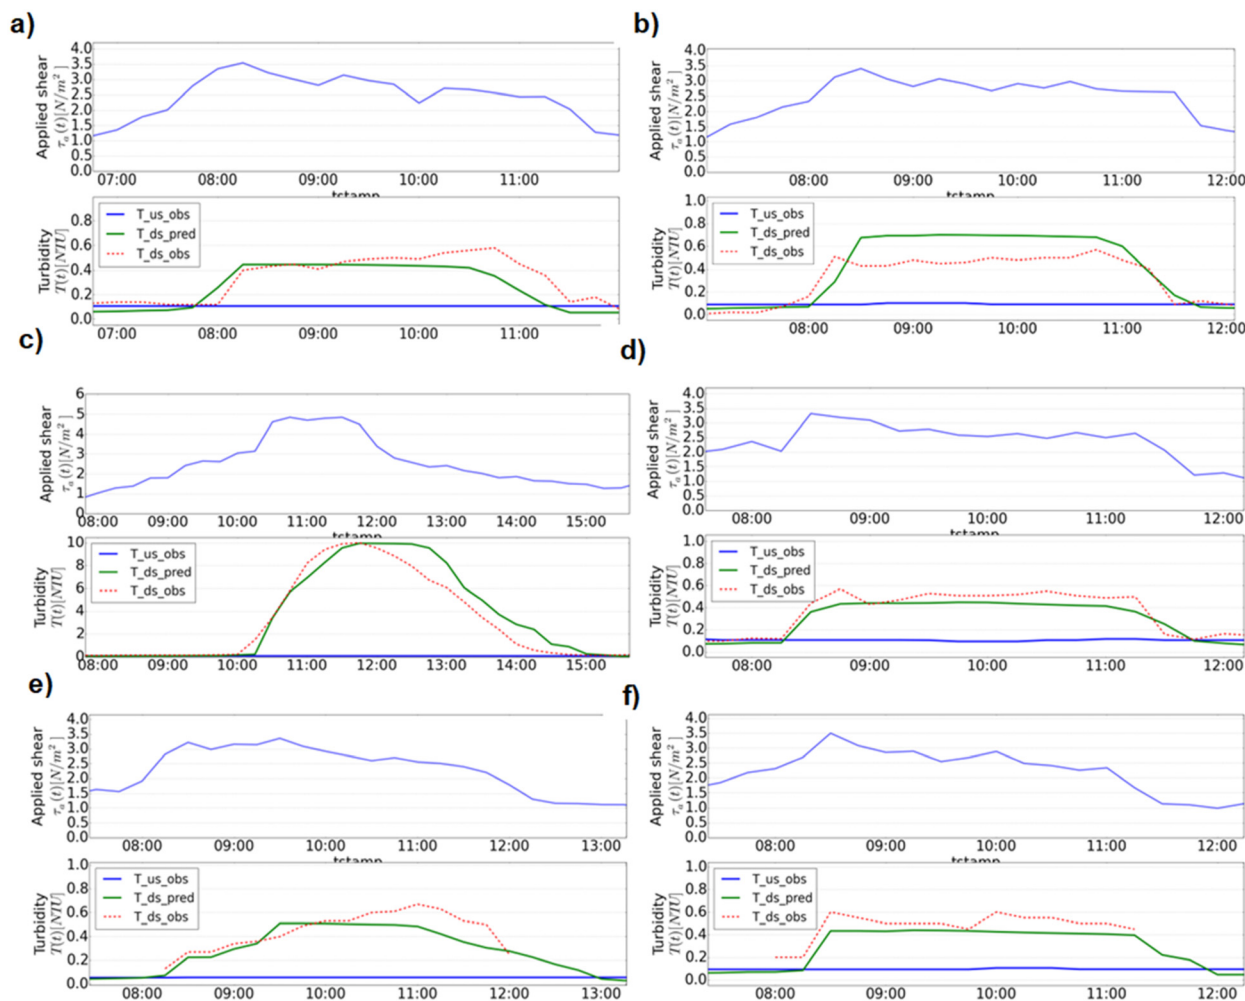 a)
Applied shear
τ_a(t)[N/m²]
4.0
3.5
3.0
2.5
2.0
1.5
1.0
0.5
0.0
07:00 08:00 09:00 10:00 11:00
tstamp
Turbidity
T(t)[NTU]
0.8
0.6
0.4
0.2
0.0
T_us_obs
T_ds_pred
T_ds_obs
07:00 08:00 09:00 10:00 11:00
b)
Applied shear
τ_a(t)[N/m²]
4.0
3.5
3.0
2.5
2.0
1.5
1.0
0.5
0.0
08:00 09:00 10:00 11:00 12:00
tstamp
Turbidity
T(t)[NTU]
1.0
0.8
0.6
0.4
0.2
0.0
T_us_obs
T_ds_pred
T_ds_obs
08:00 09:00 10:00 11:00 12:00
c)
Applied shear
τ_a(t)[N/m²]
6
5
4
3
2
1
0
08:00 09:00 10:00 11:00 12:00 13:00 14:00 15:00
tstamp
Turbidity
T(t)[NTU]
10
8
6
4
2
0
T_us_obs
T_ds_pred
T_ds_obs
08:00 09:00 10:00 11:00 12:00 13:00 14:00 15:00
d)
Applied shear
τ_a(t)[N/m²]
4.0
3.5
3.0
2.5
2.0
1.5
1.0
0.5
0.0
08:00 09:00 10:00 11:00 12:00
tstamp
Turbidity
T(t)[NTU]
1.0
0.8
0.6
0.4
0.2
0.0
T_us_obs
T_ds_pred
T_ds_obs
08:00 09:00 10:00 11:00 12:00
e)
Applied shear
τ_a(t)[N/m²]
4.0
3.5
3.0
2.5
2.0
1.5
1.0
0.5
0.0
08:00 09:00 10:00 11:00 12:00 13:00
tstamp
Turbidity
T(t)[NTU]
1.0
0.8
0.6
0.4
0.2
0.0
T_us_obs
T_ds_pred
T_ds_obs
08:00 09:00 10:00 11:00 12:00 13:00
f)
Applied shear
τ_a(t)[N/m²]
4.0
3.5
3.0
2.5
2.0
1.5
1.0
0.5
0.0
08:00 09:00 10:00 11:00 12:00
tstamp
Turbidity
T(t)[NTU]
1.0
0.8
0.6
0.4
0.2
0.0
T_us_obs
T_ds_pred
T_ds_obs
08:00 09:00 10:00 11:00 12:00